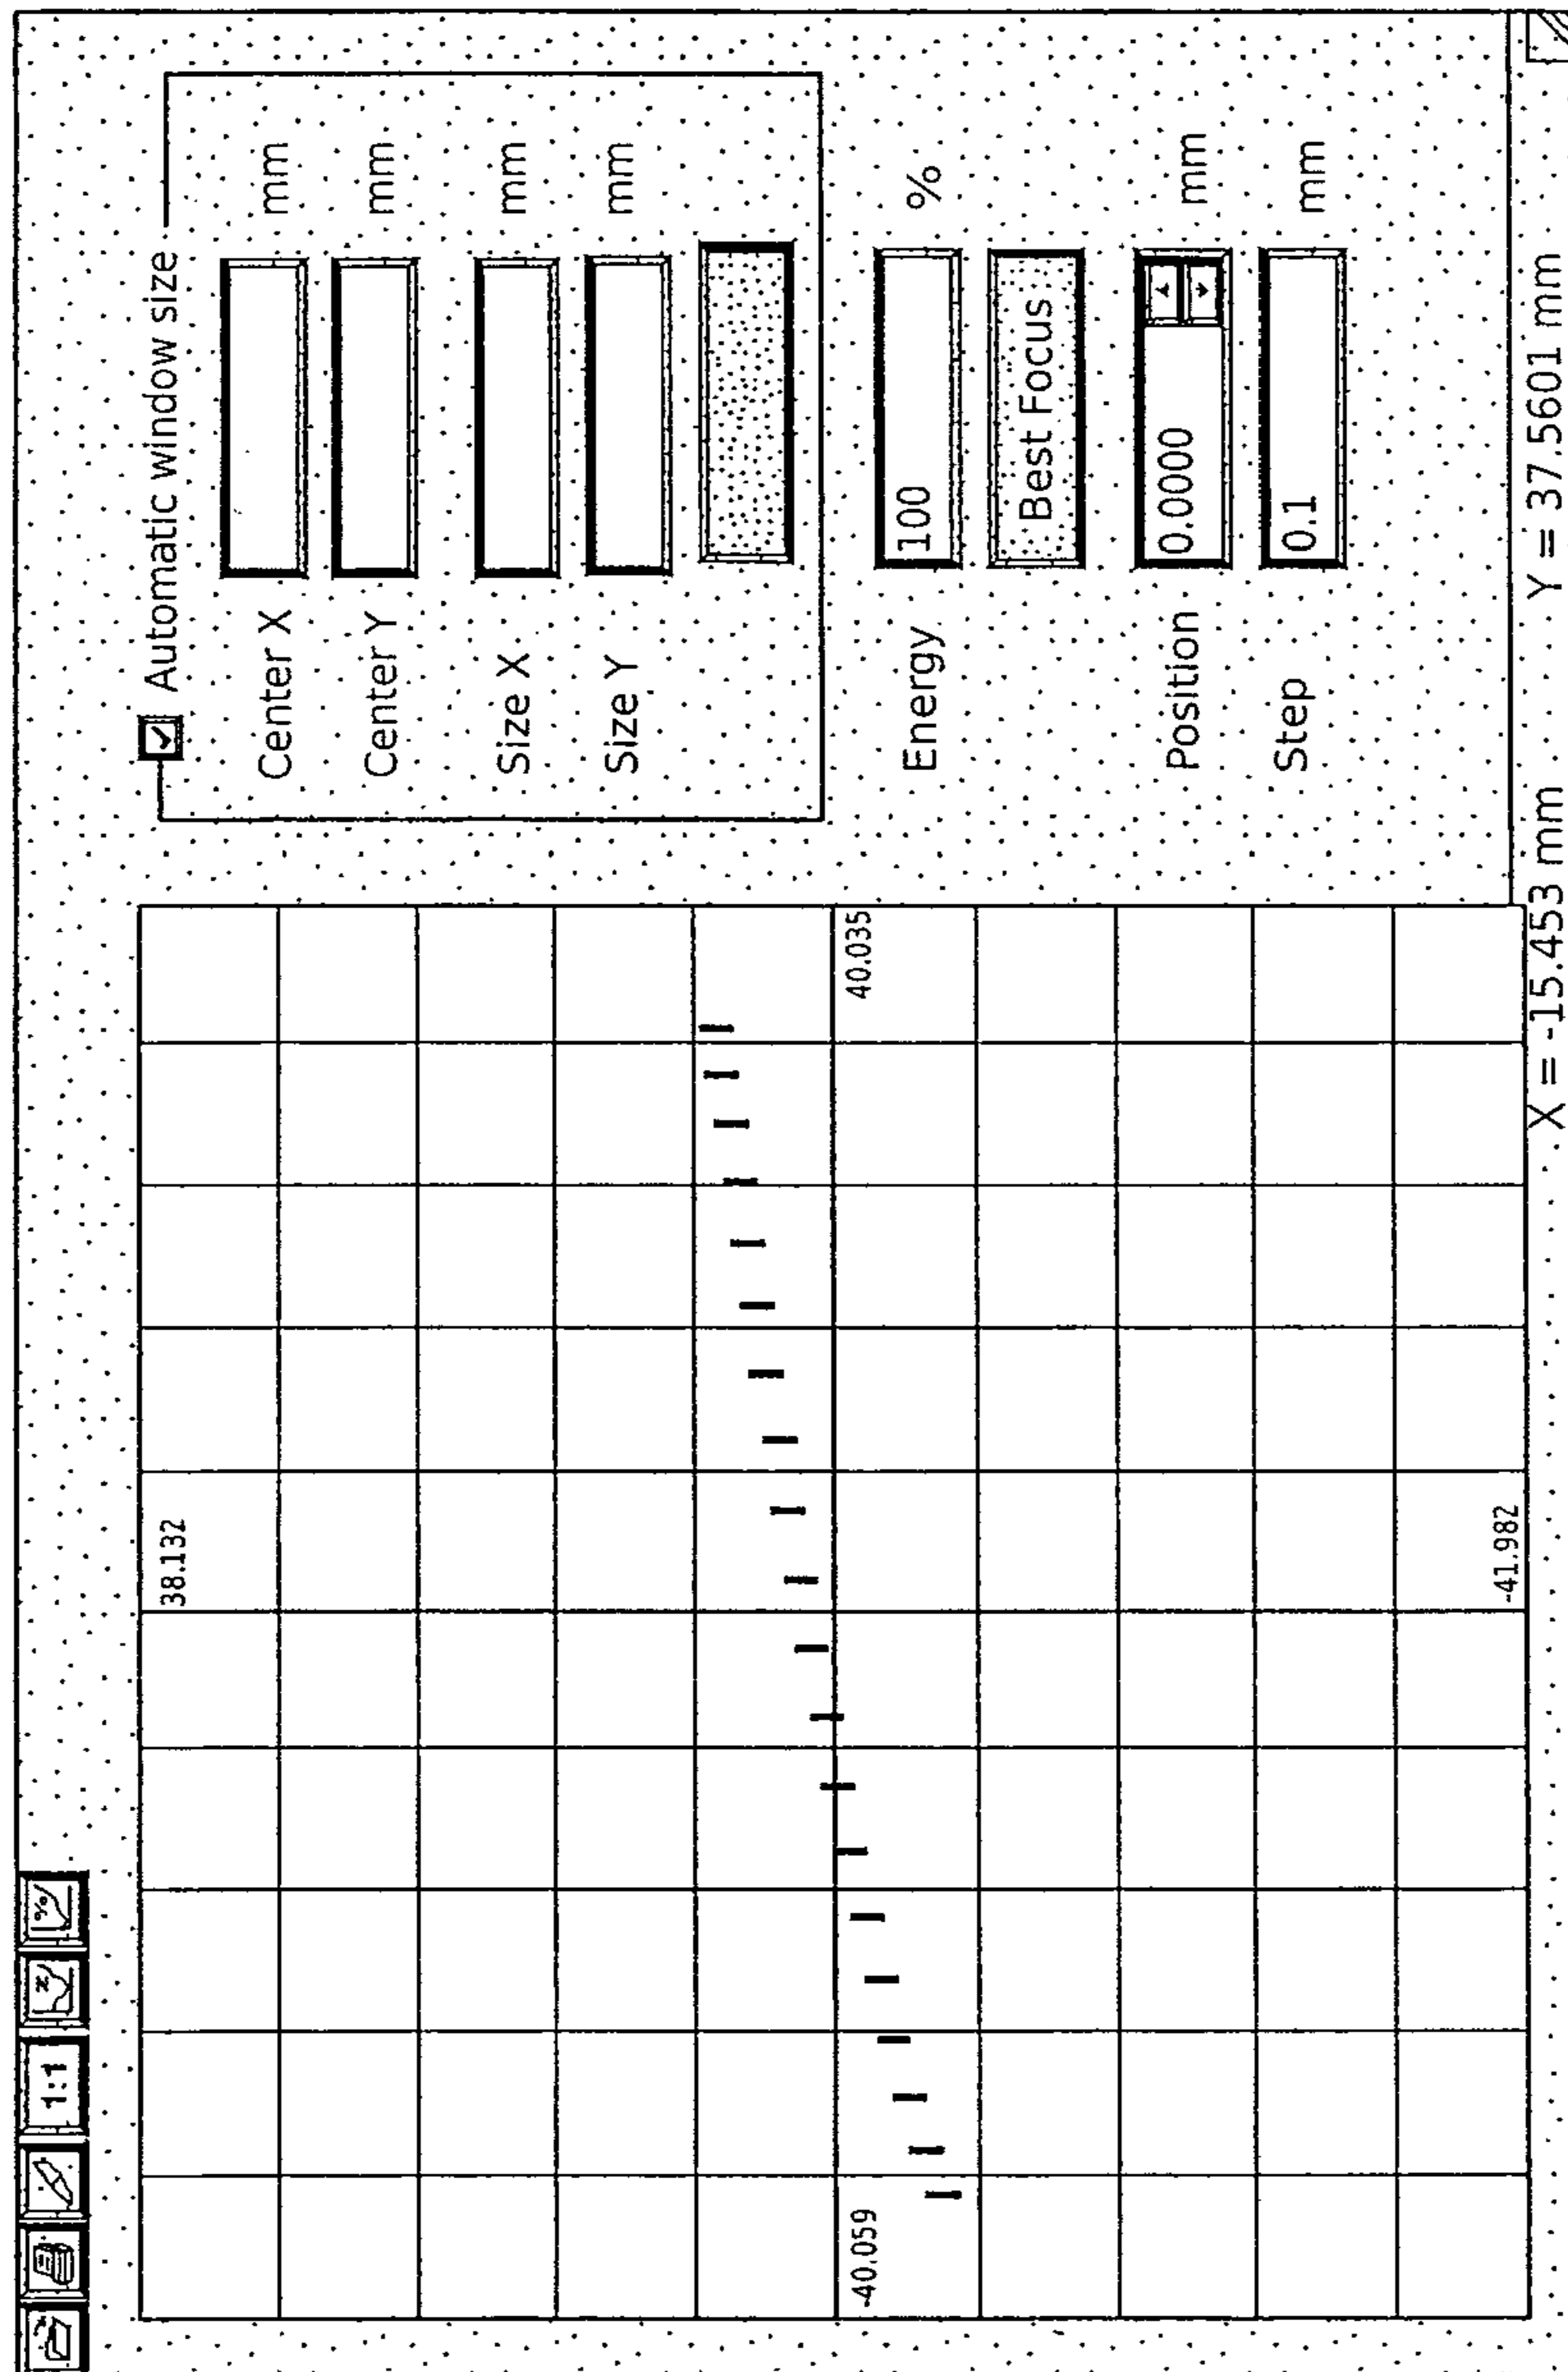 1:1
38.132
-40.059
40.035
-41.982
Automatic window size
Center X mm
Center Y mm
Size X mm
Size Y mm
Energy 100 %
Best Focus
Position 0.0000 mm
Step 0.1 mm
X = -15.453 mm Y = 37.5601 mm